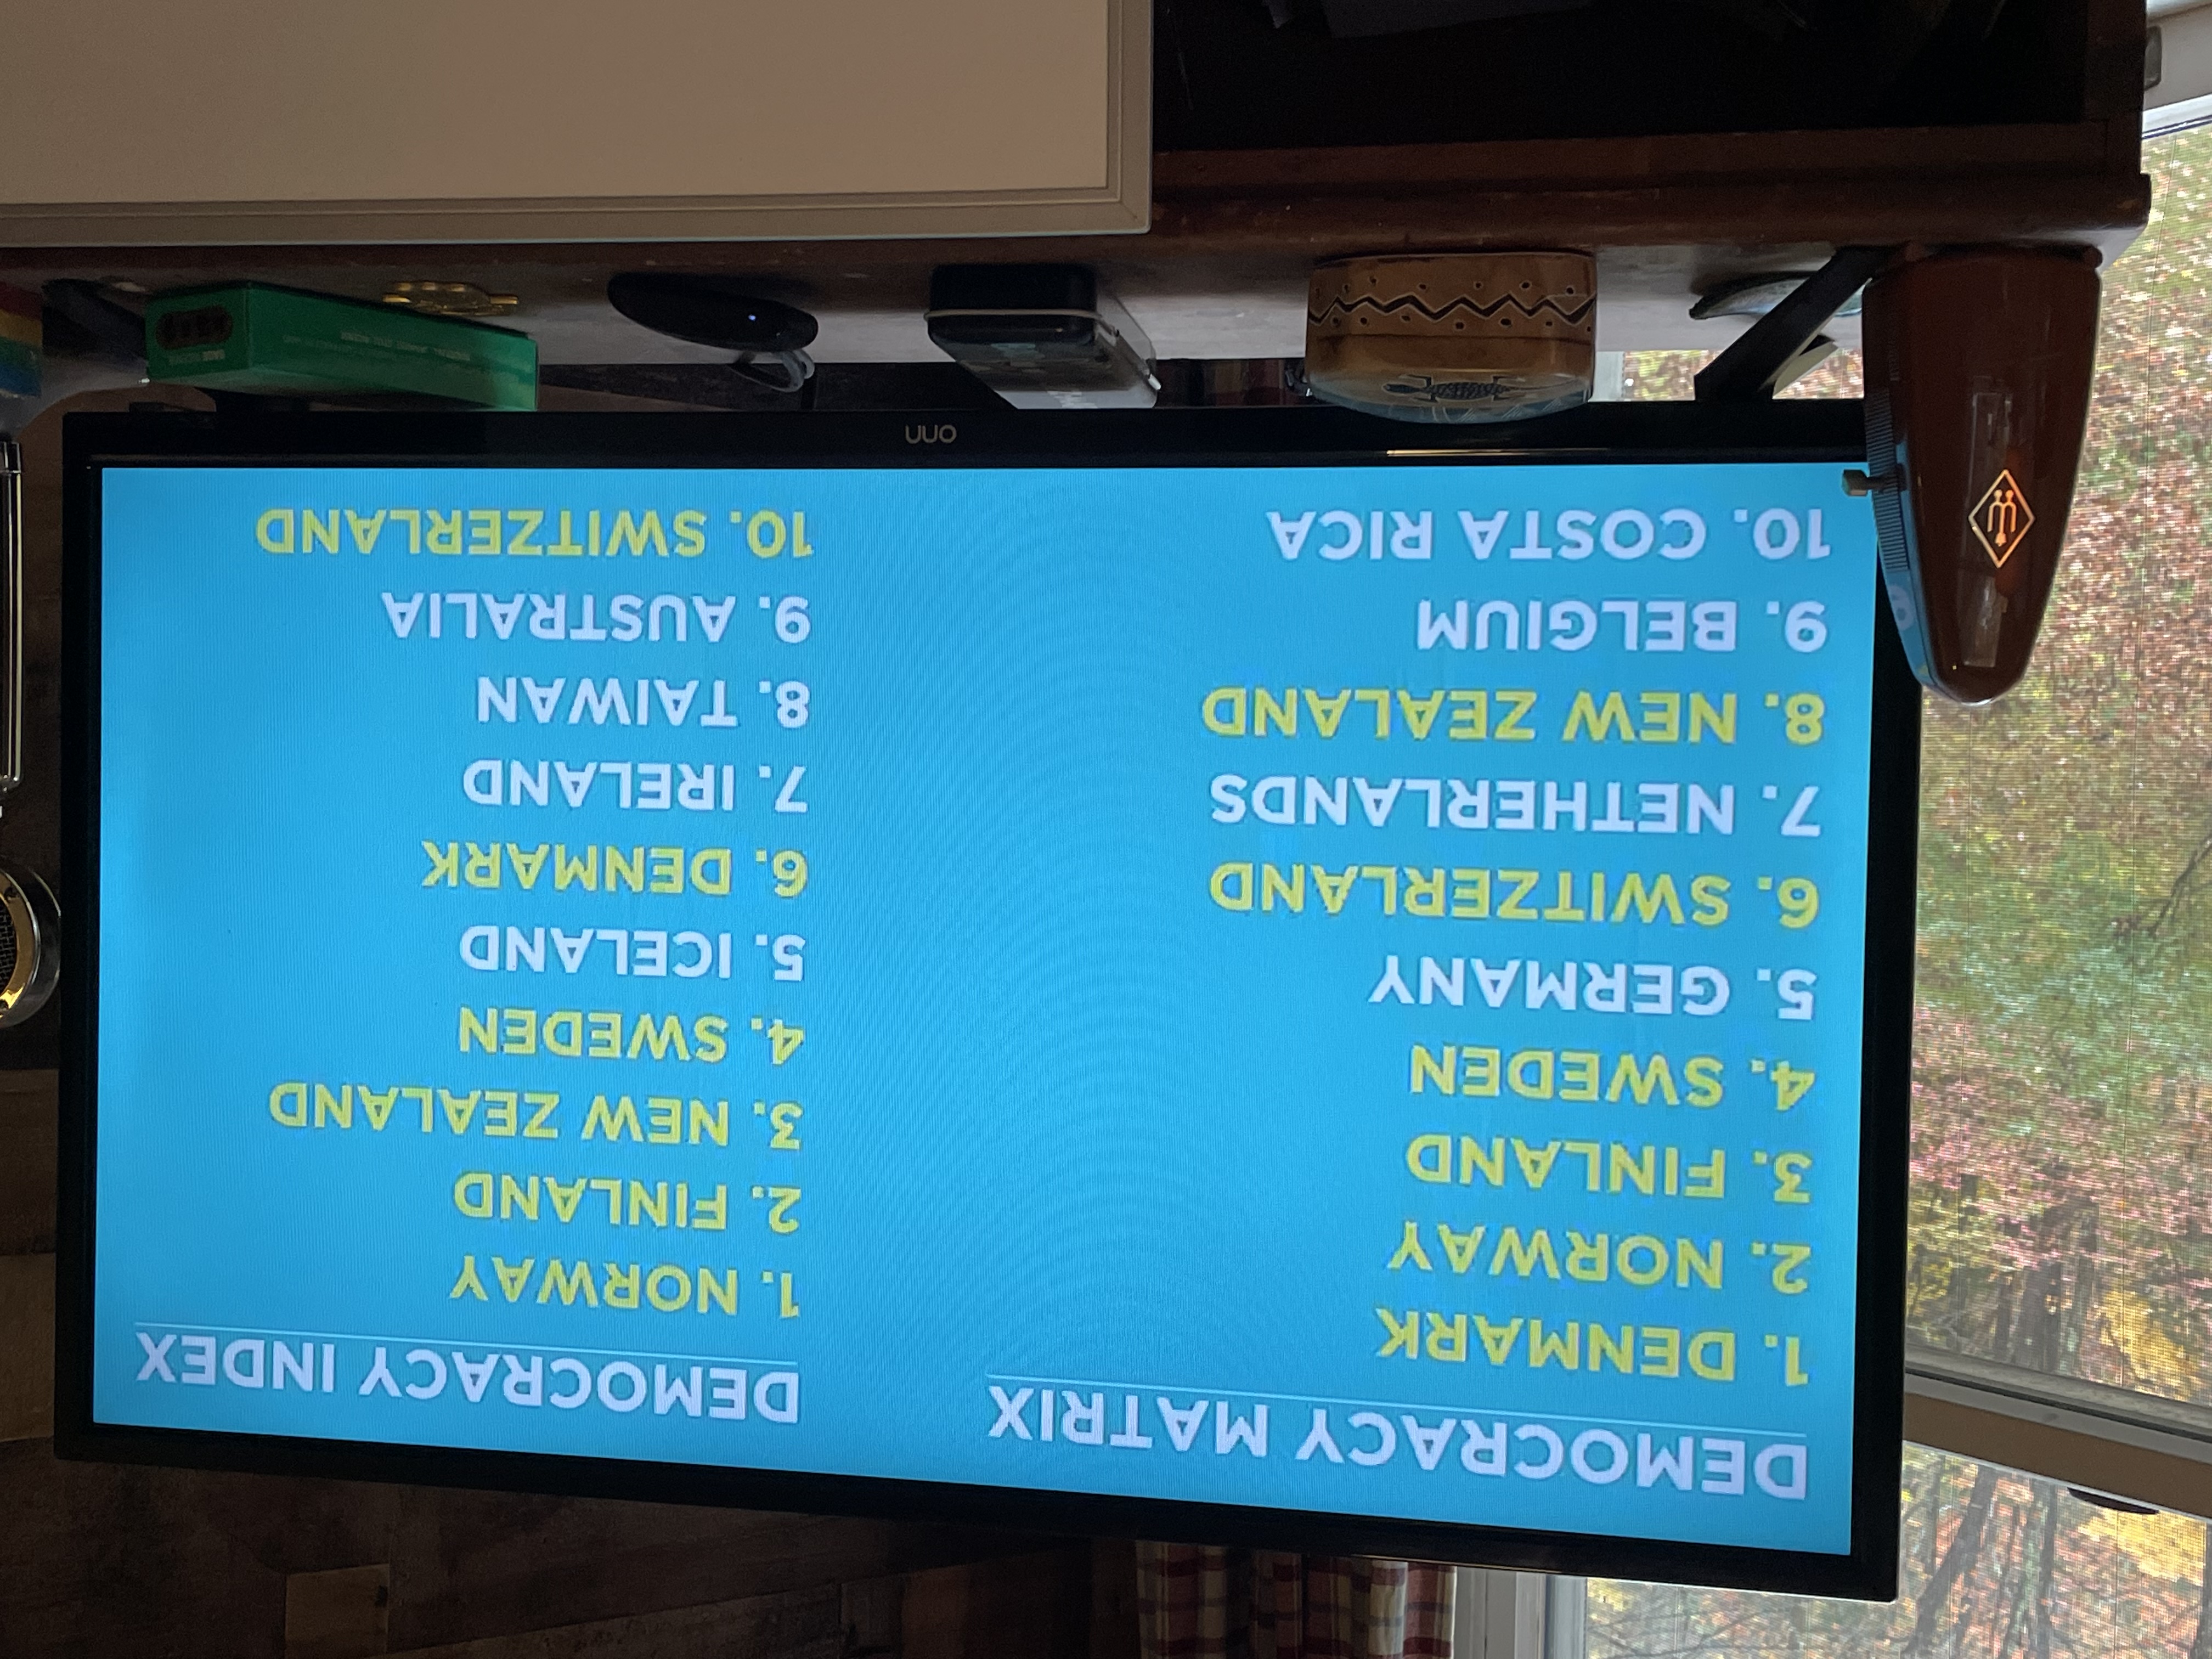 DEMOCRACY MATRIX
1. DENMARK
2. NORWAY
3. FINLAND
4. SWEDEN
5. GERMANY
6. SWITZERLAND
7. NETHERLANDS
8. NEW ZEALAND
9. BELGIUM
10. COSTA RICA
DEMOCRACY INDEX
1. NORWAY
2. FINLAND
3. NEW ZEALAND
4. SWEDEN
5. ICELAND
6. DENMARK
7. IRELAND
8. TAIWAN
9. AUSTRALIA
10. SWITZERLAND
onn